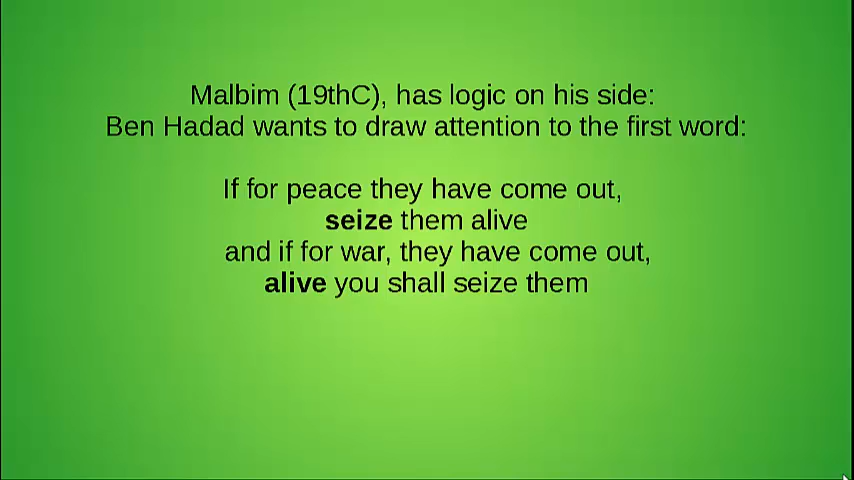 Malbim (19thC), has logic on his side:
Ben Hadad wants to draw attention to the first word:
If for peace they have come out,
seize them alive
and if for war, they have come out,
alive you shall seize them